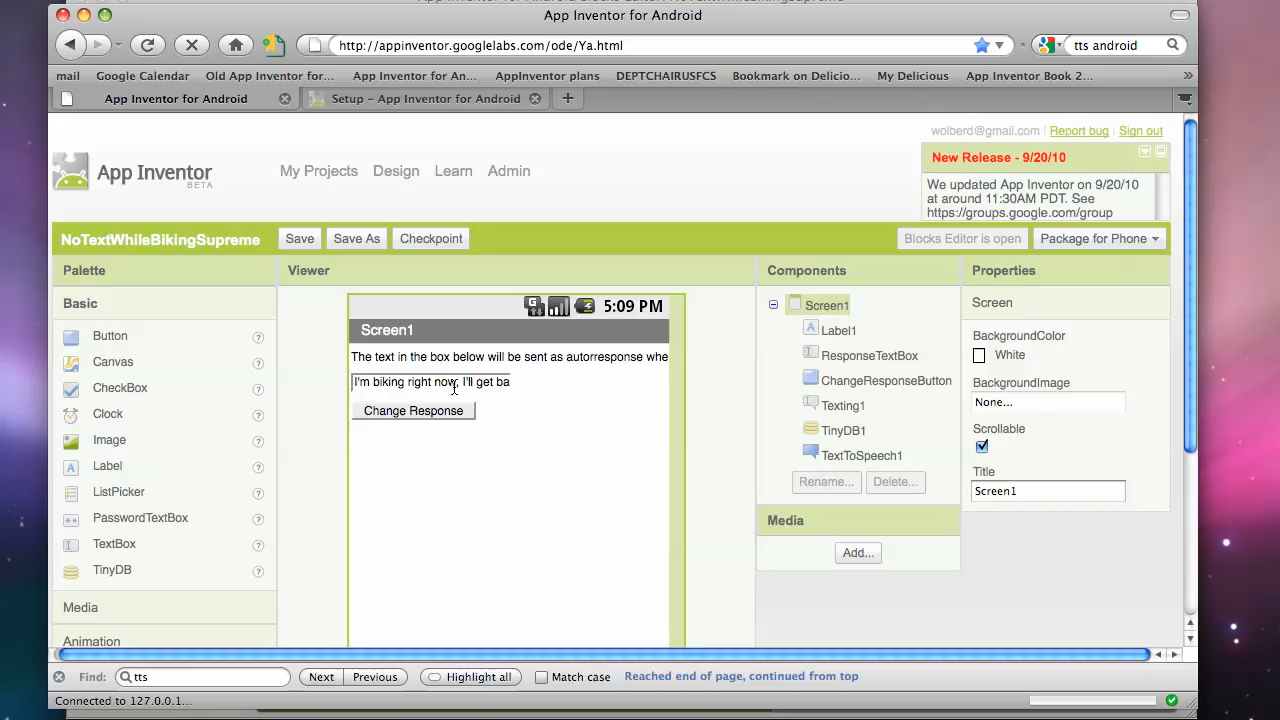 App Inventor for Android
http://appinventor.googlelabs.com/ode/Ya.html
tts android
mail Google Calendar Old App Inventor for... App Inventor for An... AppInventor plans DEPTCHAIRUSFCS Bookmark on Delicio... My Delicious App Inventor Book 2... »
App Inventor for Android Setup – App Inventor for Android +
wolberd@gmail.com | Report bug | Sign out
App Inventor
BETA
My Projects Design Learn Admin
New Release - 9/20/10
We updated App Inventor on 9/20/10
at around 11:30AM PDT. See
https://groups.google.com/group
NoTextWhileBikingSupreme Save Save As Checkpoint Blocks Editor is open Package for Phone
Palette Viewer Components Properties
Basic
Button ?
Canvas ?
CheckBox ?
Clock ?
Image ?
Label ?
ListPicker ?
PasswordTextBox ?
TextBox ?
TinyDB ?
Media
Animation
G 5:09 PM
Screen1
The text in the box below will be sent as autorresponse whe
I'm biking right now, I'll get ba
Change Response
Screen1
Label1
ResponseTextBox
ChangeResponseButton
Texting1
TinyDB1
TextToSpeech1
Rename... Delete...
Media
Add...
Screen
BackgroundColor
White
BackgroundImage
None...
Scrollable
Title
Screen1
Find: tts Next Previous Highlight all Match case Reached end of page, continued from top
Connected to 127.0.0.1...